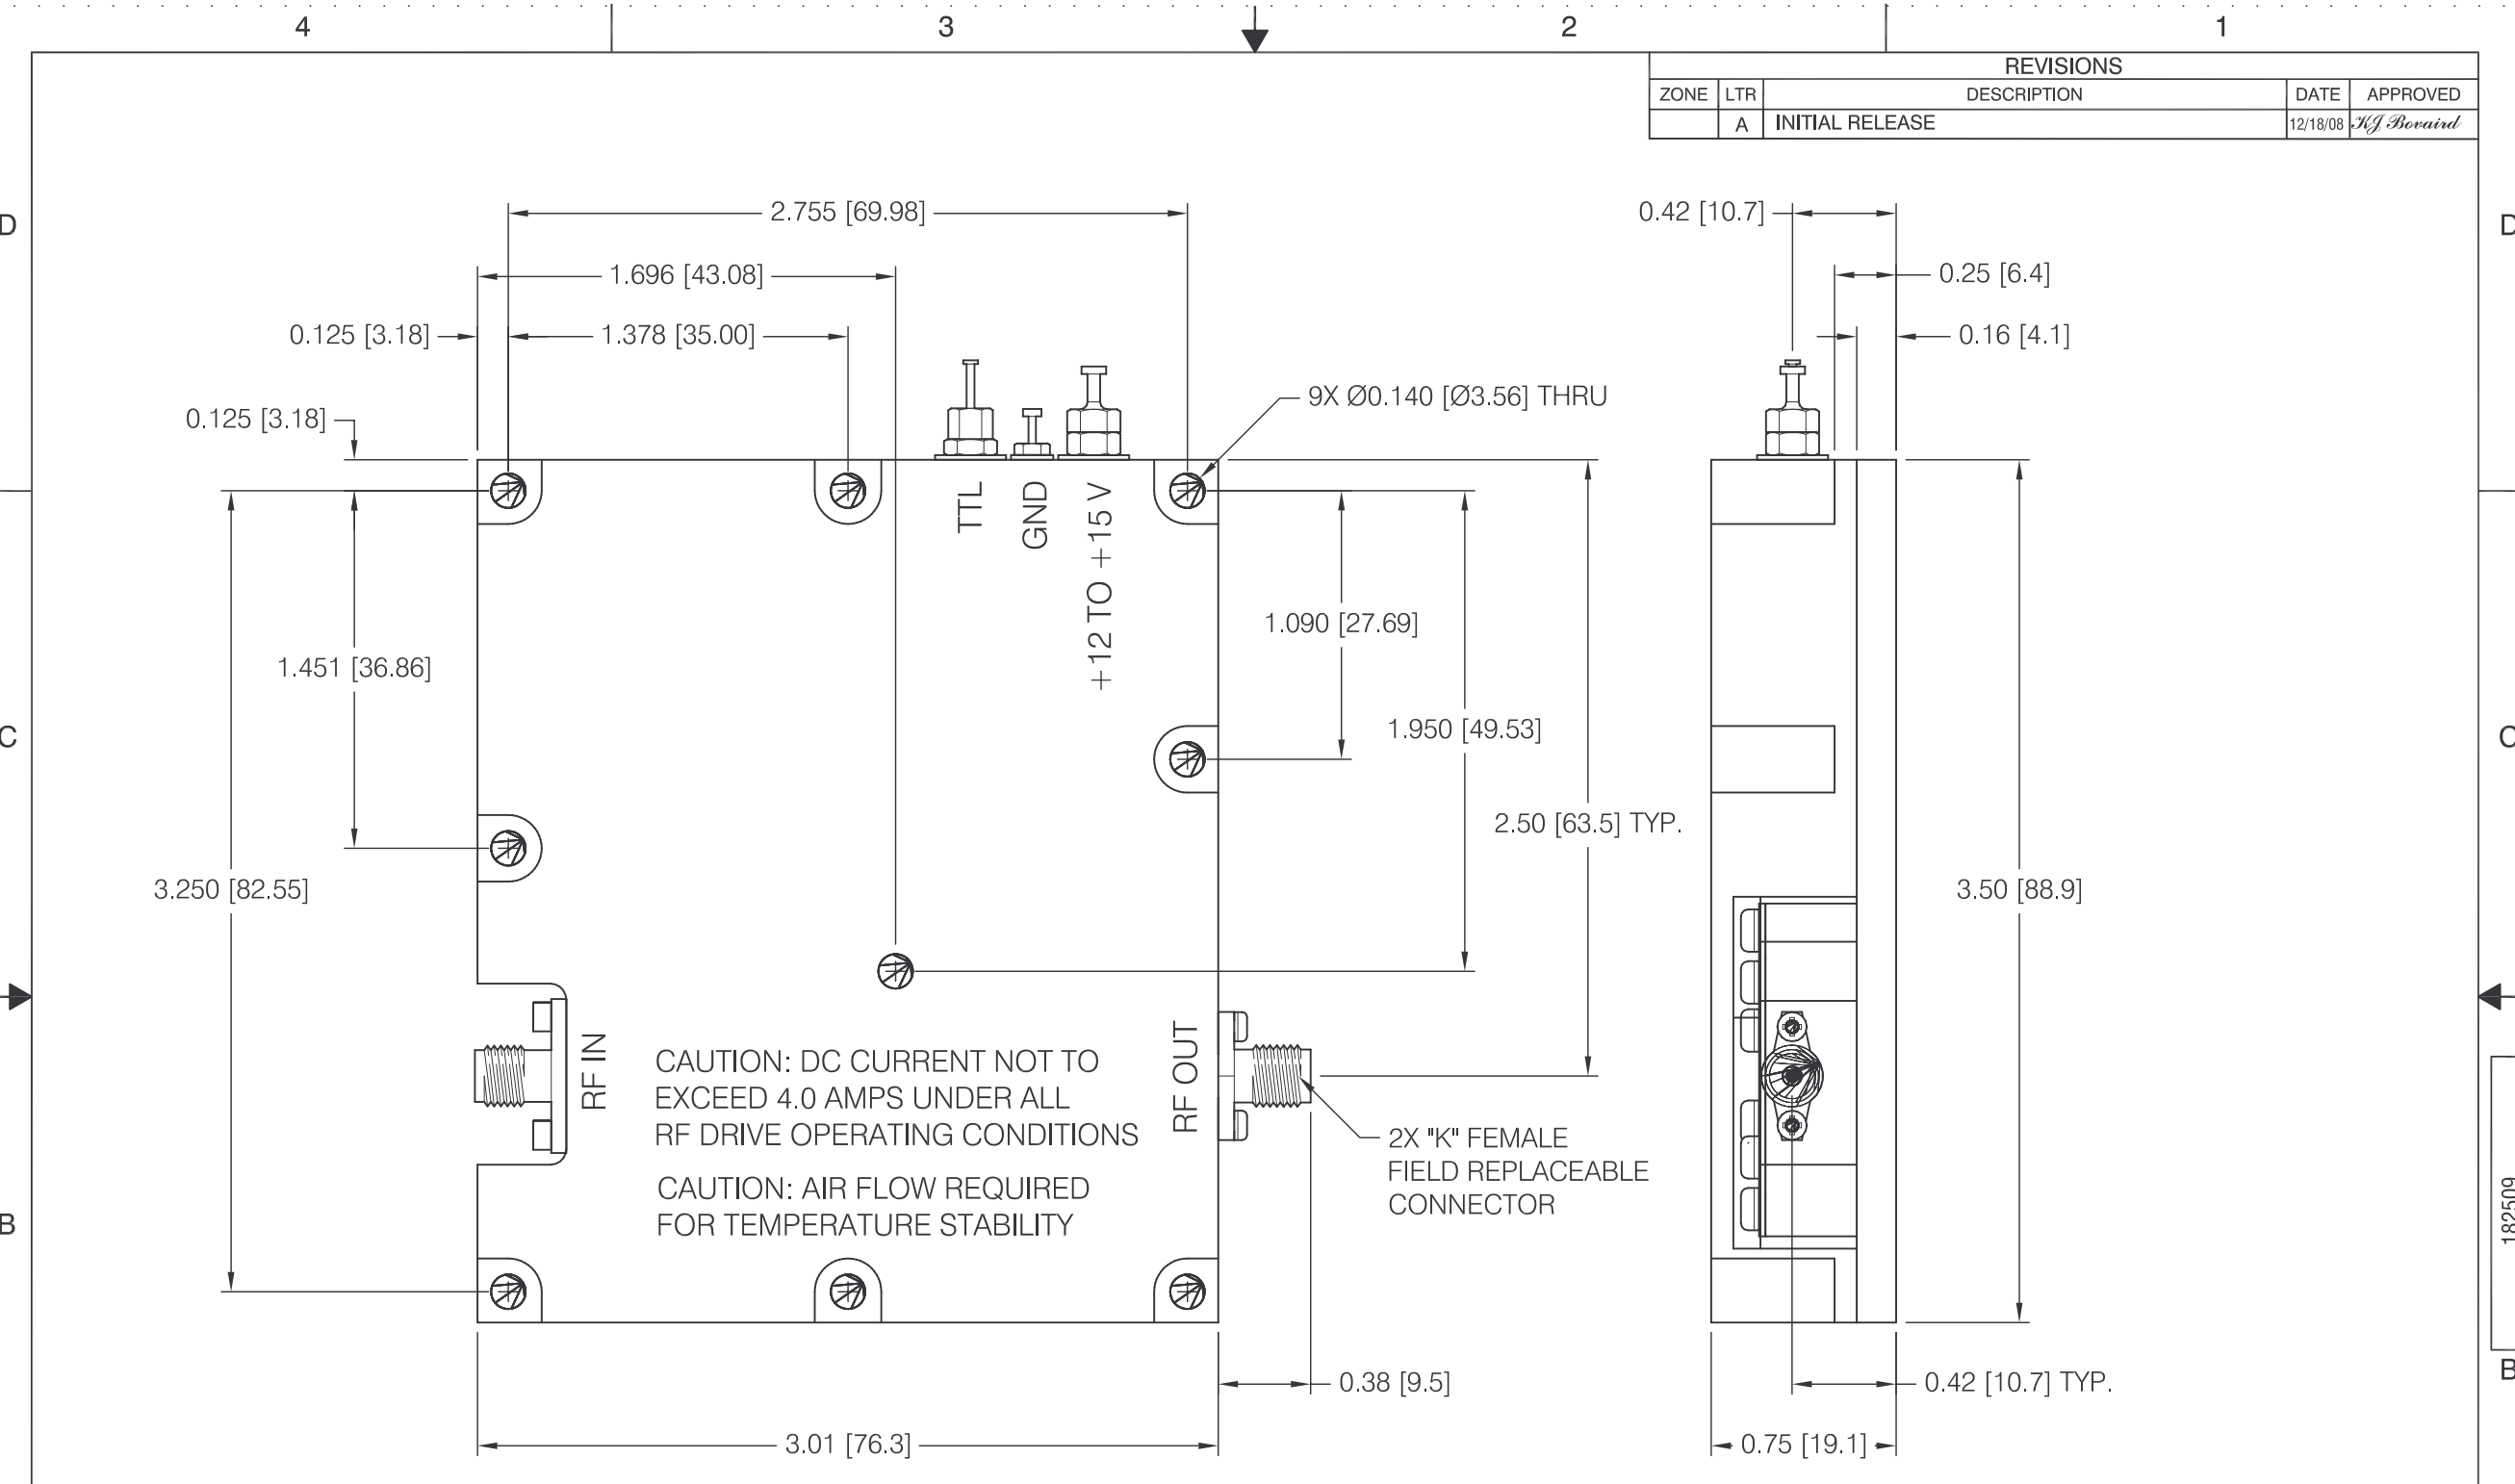 4
3
2
1
REVISIONS
ZONE LTR DESCRIPTION DATE APPROVED
A INITIAL RELEASE 12/18/08 KJ Bovaird
D
D
2.755 [69.98]
0.42 [10.7]
1.696 [43.08]
0.25 [6.4]
0.125 [3.18]
1.378 [35.00]
0.16 [4.1]
9X Ø0.140 [Ø3.56] THRU
0.125 [3.18]
TTL
GND
+12 TO +15 V
1.090 [27.69]
1.451 [36.86]
1.950 [49.53]
C
C
2.50 [63.5] TYP.
3.250 [82.55]
3.50 [88.9]
RF IN
RF OUT
CAUTION: DC CURRENT NOT TO
EXCEED 4.0 AMPS UNDER ALL
RF DRIVE OPERATING CONDITIONS
CAUTION: AIR FLOW REQUIRED
FOR TEMPERATURE STABILITY
2X "K" FEMALE
FIELD REPLACEABLE
CONNECTOR
182509
B
B
0.38 [9.5]
0.42 [10.7] TYP.
3.01 [76.3]
0.75 [19.1]